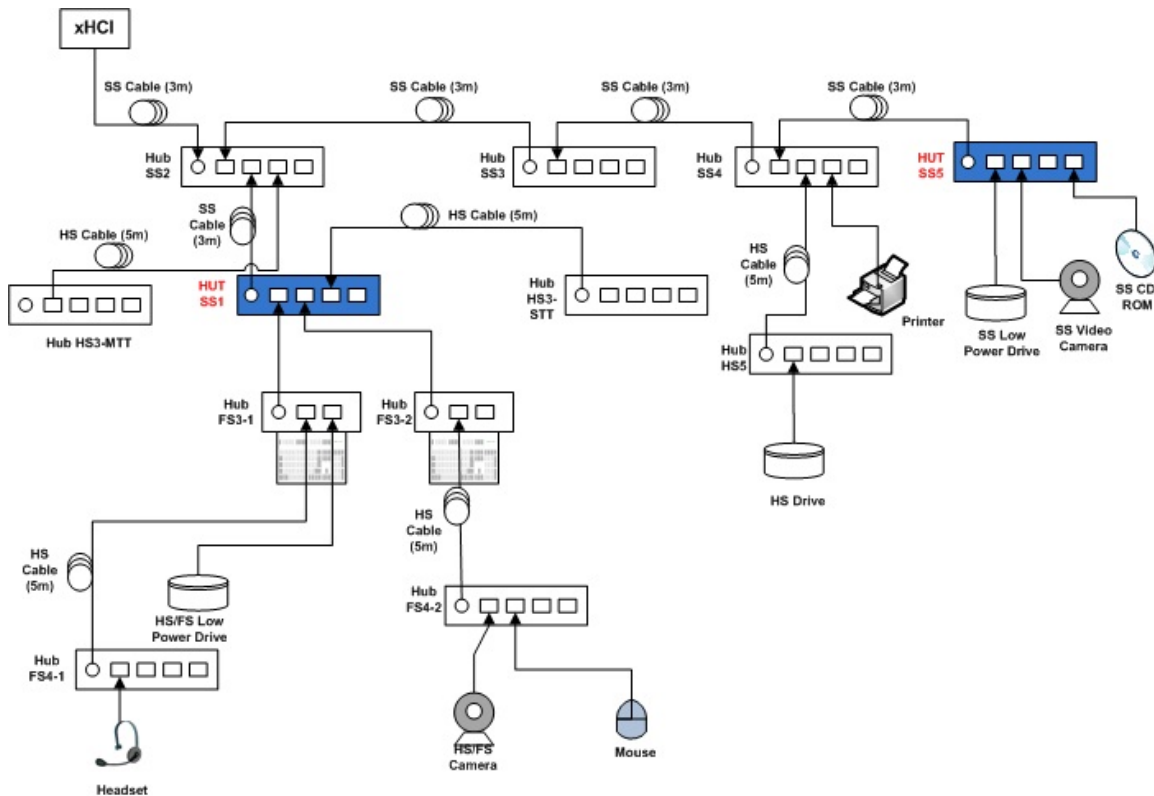 xHCI
SS Cable (3m)
SS Cable (3m)
SS Cable (3m)
SS Cable (3m)
Hub
SS2
Hub
SS3
Hub
SS4
HUT
SS5
SS
Cable
(3m)
HS Cable (5m)
HS Cable (5m)
HUT
SS1
Hub
HS3-
STT
HS
Cable
(5m)
Printer
SS Low
Power Drive
SS Video
Camera
SS CD
ROM
Hub HS3-MTT
Hub
HS5
Hub
FS3-1
Hub
FS3-2
HS Drive
HS
Cable
(5m)
HS
Cable
(5m)
HS/FS Low
Power Drive
Hub
FS4-2
Hub
FS4-1
HS/FS
Camera
Mouse
Headset